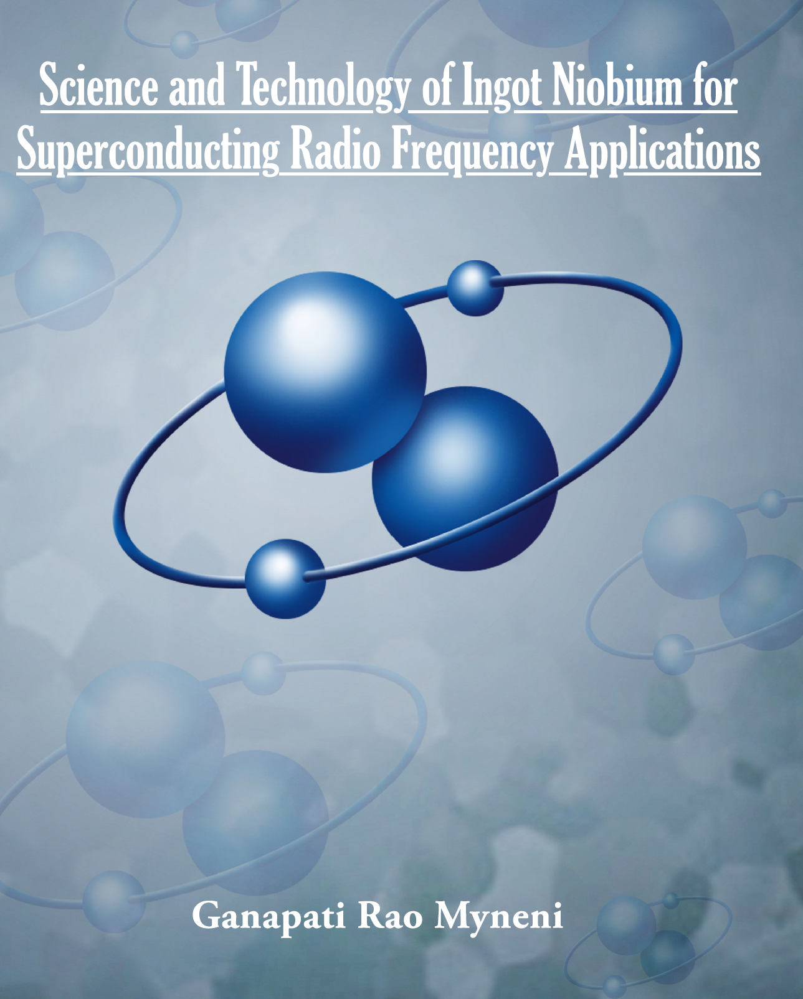 Science and Technology of Ingot Niobium for
Superconducting Radio Frequency Applications
Ganapati Rao Myneni